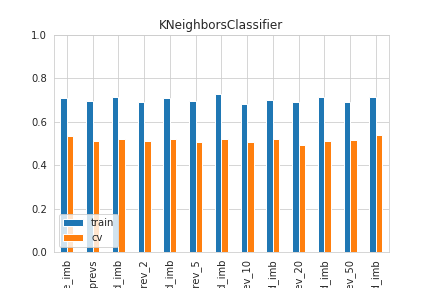 KNeighborsClassifier
1.0
0.8
0.6
0.4
0.2
0.0
train
cv
e_imb
prevs
d_imb
rev_2
d_imb
rev_5
d_imb
ev_10
d_imb
ev_20
d_imb
ev_50
d_imb